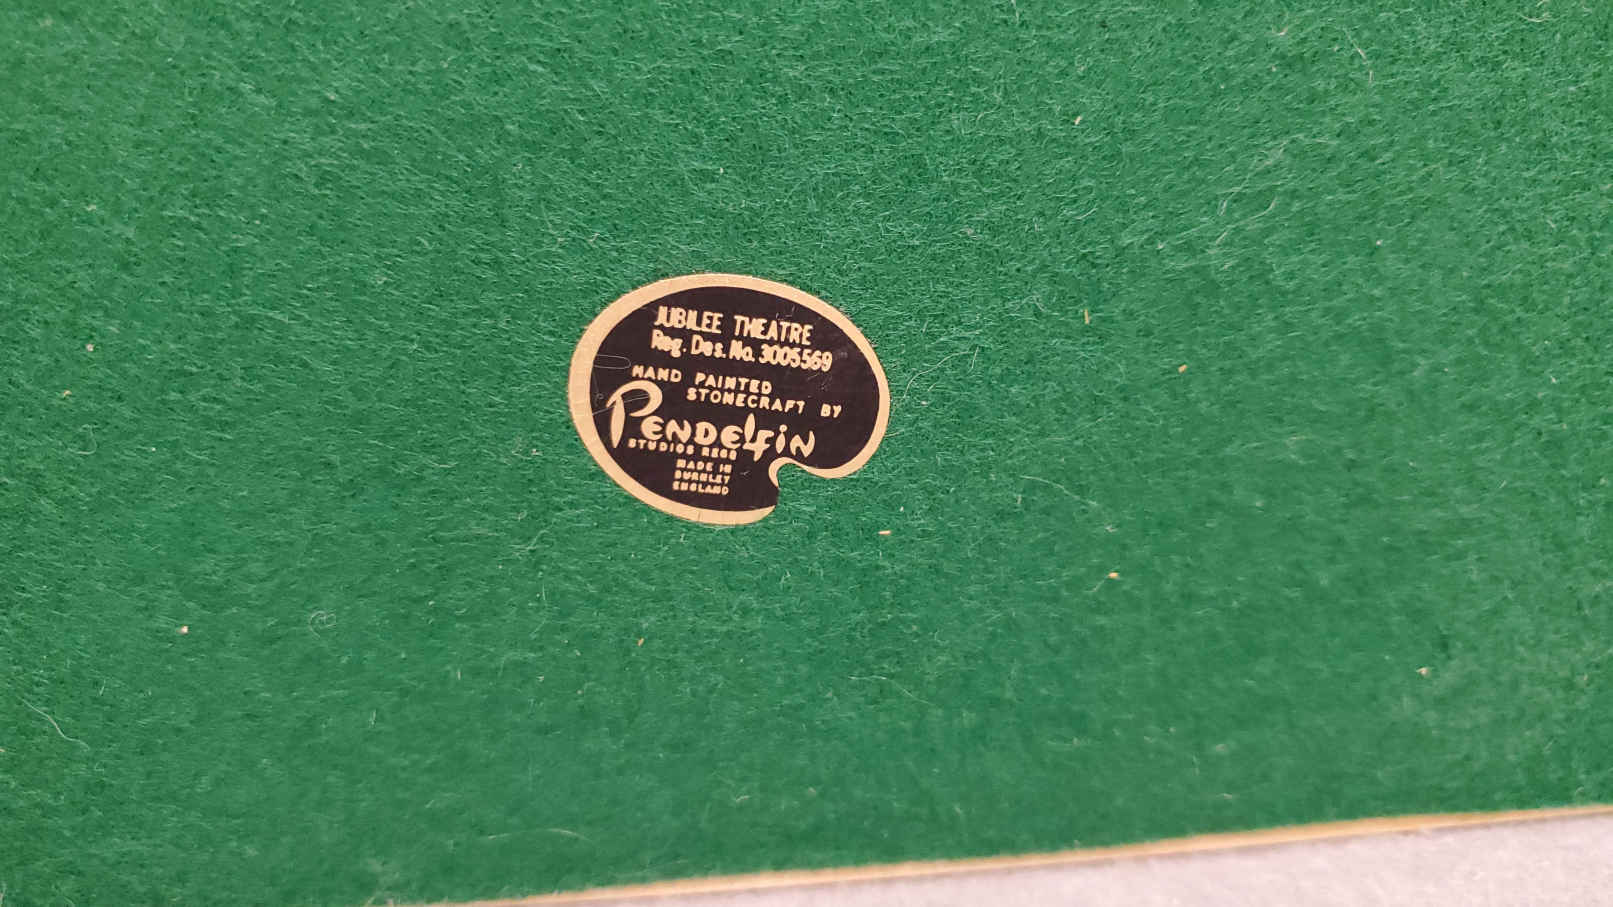 JUBILEE THEATRE
Reg. Des. No. 3005569
HAND PAINTED
STONECRAFT BY
PENDELFIN
STUDIOS REGD
MADE IN
BURNLEY
ENGLAND